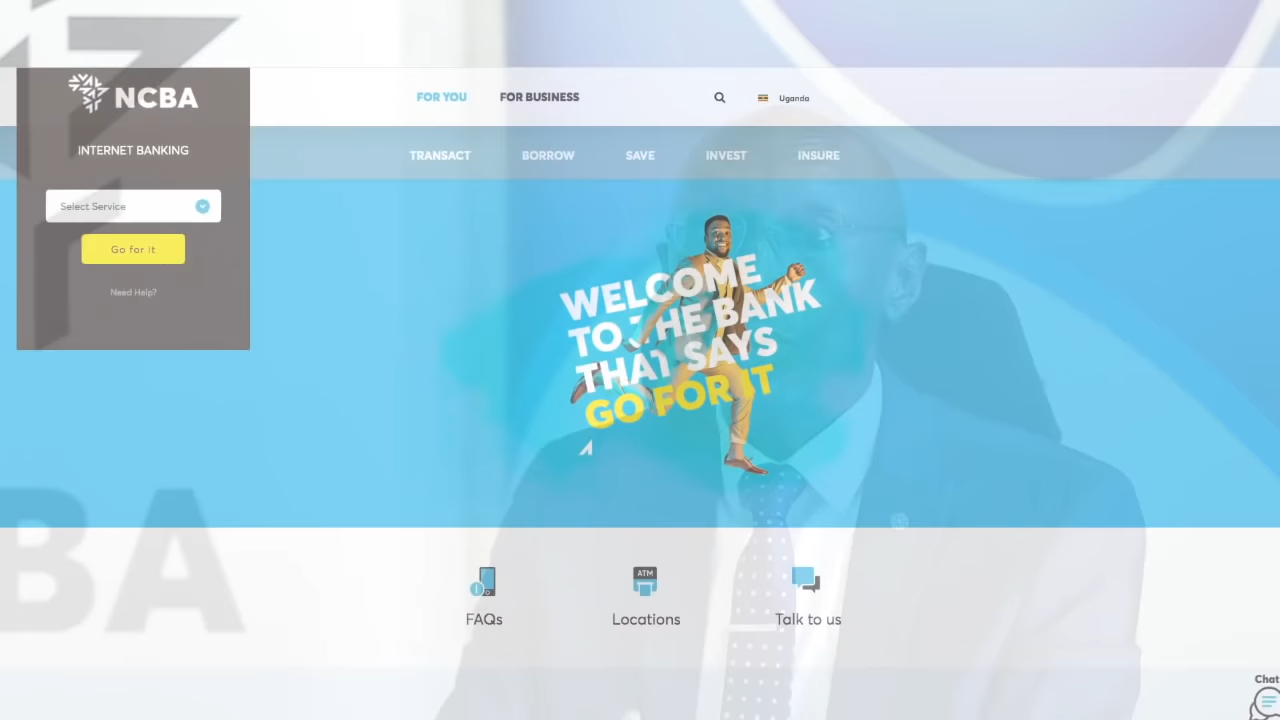 NCBA
FOR YOU
FOR BUSINESS
Uganda
INTERNET BANKING
TRANSACT
BORROW
SAVE
INVEST
INSURE
Select Service
Go for it
Need Help?
WELCOME
TO THE BANK
THAT SAYS
GO FOR IT
BA
ATM
FAQs
Locations
Talk to us
Chat